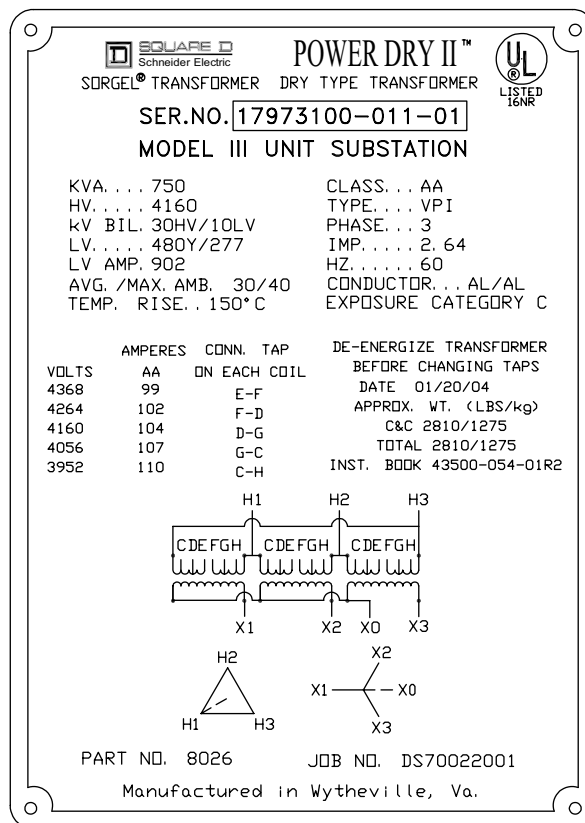 SQUARE D
Schneider Electric
POWER DRY II™
SORGEL® TRANSFORMER DRY TYPE TRANSFORMER
UL
®
LISTED
16NR
SER.NO. 17973100-011-01
MODEL III UNIT SUBSTATION
KVA.... 750
HV..... 4160
kV BIL. 30HV/10LV
LV..... 480Y/277
LV AMP. 902
AVG. /MAX. AMB. 30/40
TEMP. RISE.. 150°C
CLASS... AA
TYPE.... VPI
PHASE... 3
IMP..... 2.64
HZ...... 60
CONDUCTOR... AL/AL
EXPOSURE CATEGORY C
AMPERES CONN. TAP
VOLTS AA ON EACH COIL
4368 99 E-F
4264 102 F-D
4160 104 D-G
4056 107 G-C
3952 110 C-H
DE-ENERGIZE TRANSFORMER
BEFORE CHANGING TAPS
DATE 01/20/04
APPROX. WT. (LBS/kg)
C&C 2810/1275
TOTAL 2810/1275
INST. BOOK 43500-054-01R2
H1 H2 H3
CDEFGH CDEFGH CDEFGH
X1 X2 X0 X3
H2
H1 H3
X2
X1 X0
X3
PART NO. 8026 JOB NO. DS70022001
Manufactured in Wytheville, Va.